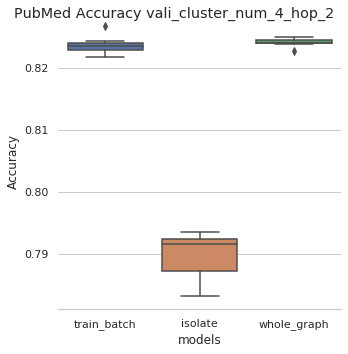 PubMed Accuracy vali_cluster_num_4_hop_2
0.82
0.81
0.80
0.79
Accuracy
train_batch isolate whole_graph
models